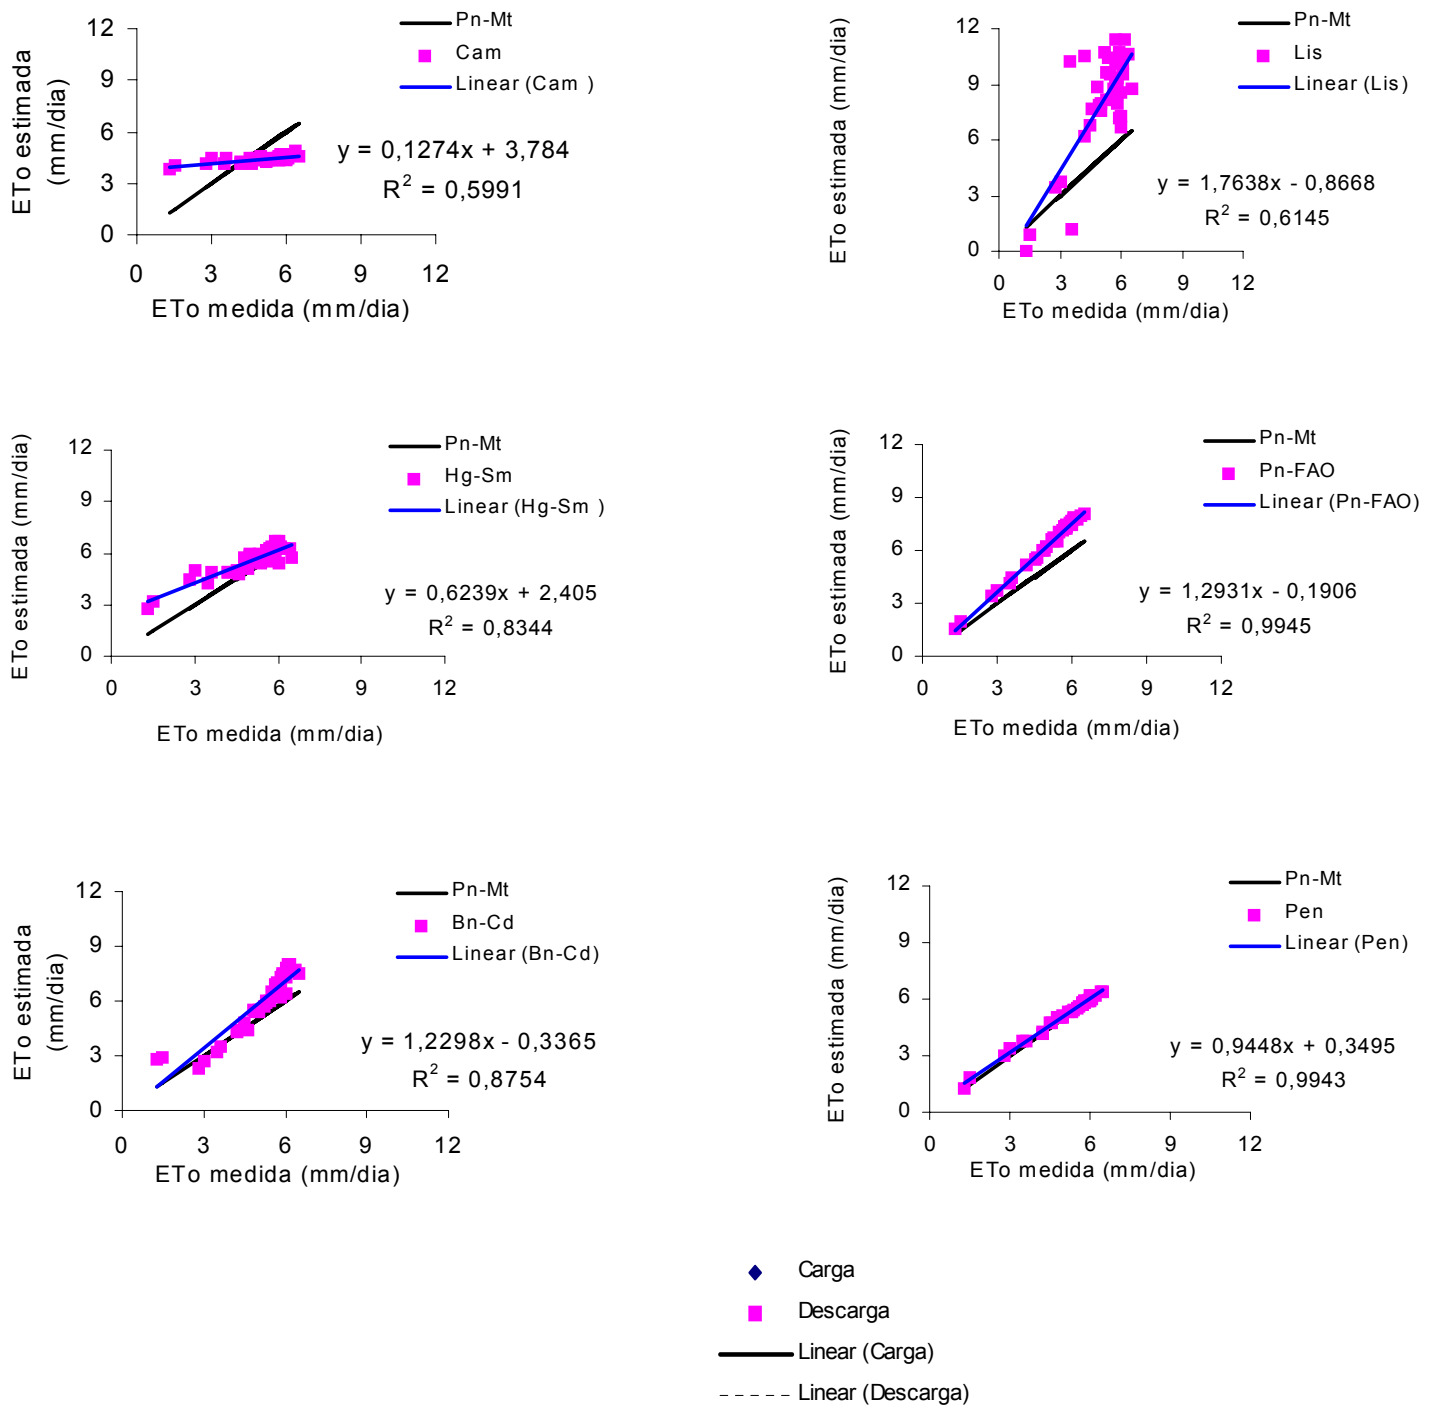 12
9
6
3
0
0 3 6 9 12
ETo estimada
(mm/dia)
ETo medida (mm/dia)
Pn-Mt
Cam
Linear (Cam )
y = 0,1274x + 3,784
R² = 0,5991
12
9
6
3
0
0 3 6 9 12
ETo estimada (mm/dia)
ETo medida (mm/dia)
Pn-Mt
Lis
Linear (Lis)
y = 1,7638x - 0,8668
R² = 0,6145
12
9
6
3
0
0 3 6 9 12
ETo estimada (mm/dia)
ETo medida (mm/dia)
Pn-Mt
Hg-Sm
Linear (Hg-Sm )
y = 0,6239x + 2,405
R² = 0,8344
12
9
6
3
0
0 3 6 9 12
ETo estimada (mm/dia)
ETo medida (mm/dia)
Pn-Mt
Pn-FAO
Linear (Pn-FAO)
y = 1,2931x - 0,1906
R² = 0,9945
12
9
6
3
0
0 3 6 9 12
ETo estimada
(mm/dia)
ETo medida (mm/dia)
Pn-Mt
Bn-Cd
Linear (Bn-Cd)
y = 1,2298x - 0,3365
R² = 0,8754
12
9
6
3
0
0 3 6 9 12
ETo estimada (mm/dia)
ETo medida (mm/dia)
Pn-Mt
Pen
Linear (Pen)
y = 0,9448x + 0,3495
R² = 0,9943
Carga
Descarga
Linear (Carga)
Linear (Descarga)